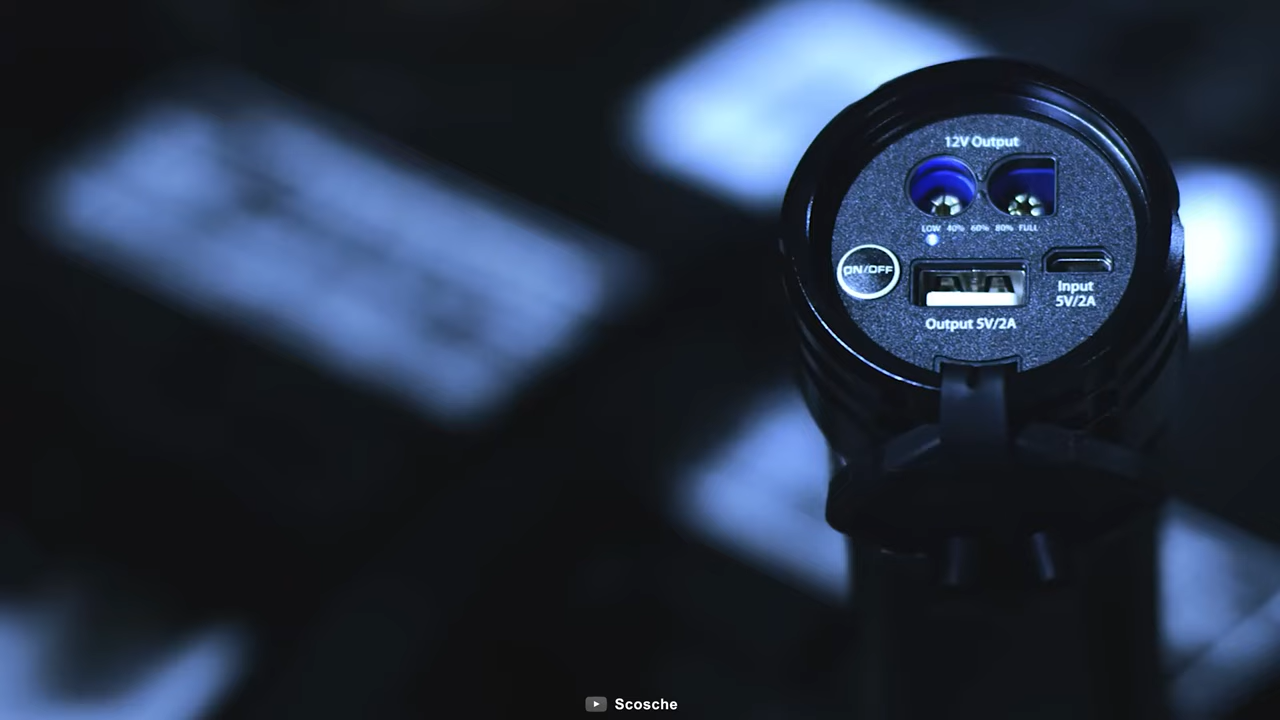 12V Output
LOW 40% 60% 80% FULL
ON/OFF
Input
5V/2A
Output 5V/2A
Scosche